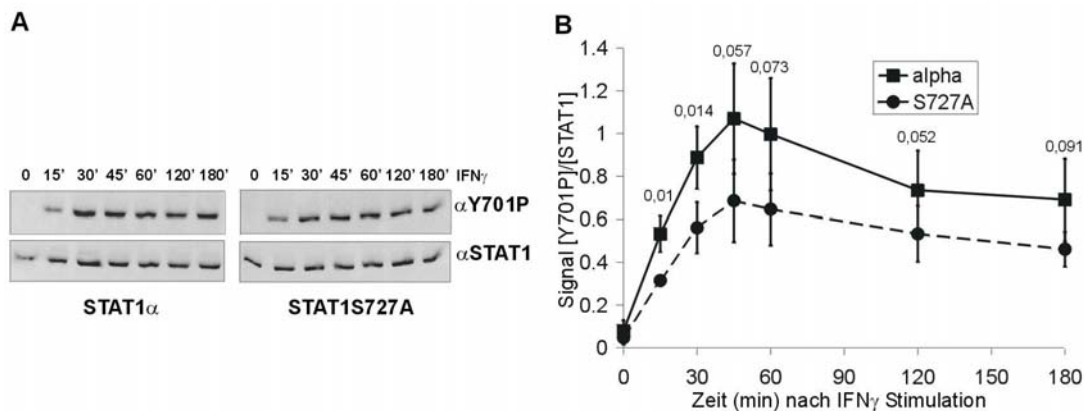 A
0 15' 30' 45' 60' 120' 180' 0 15' 30' 45' 60' 120' 180' IFNγ
αY701P
αSTAT1
STAT1α STAT1S727A
B
Signal [Y701P]/[STAT1]
1.4
1.2
1
0.8
0.6
0.4
0.2
0
0,01
0,014
0,057
0,073
0,052
0,091
alpha
S727A
0 30 60 90 120 150 180
Zeit (min) nach IFNγ Stimulation